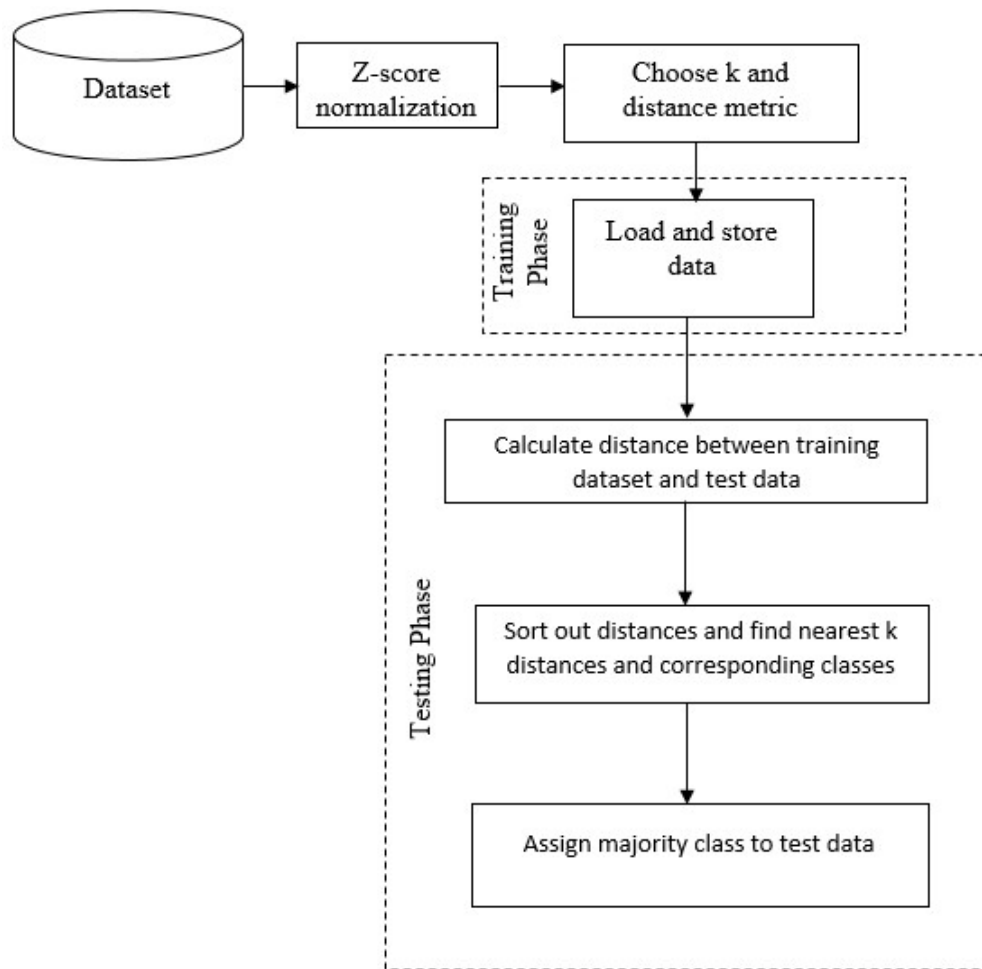 Dataset
Z-score
normalization
Choose k and
distance metric
Training
Phase
Load and store
data
Testing Phase
Calculate distance between training
dataset and test data
Sort out distances and find nearest k
distances and corresponding classes
Assign majority class to test data